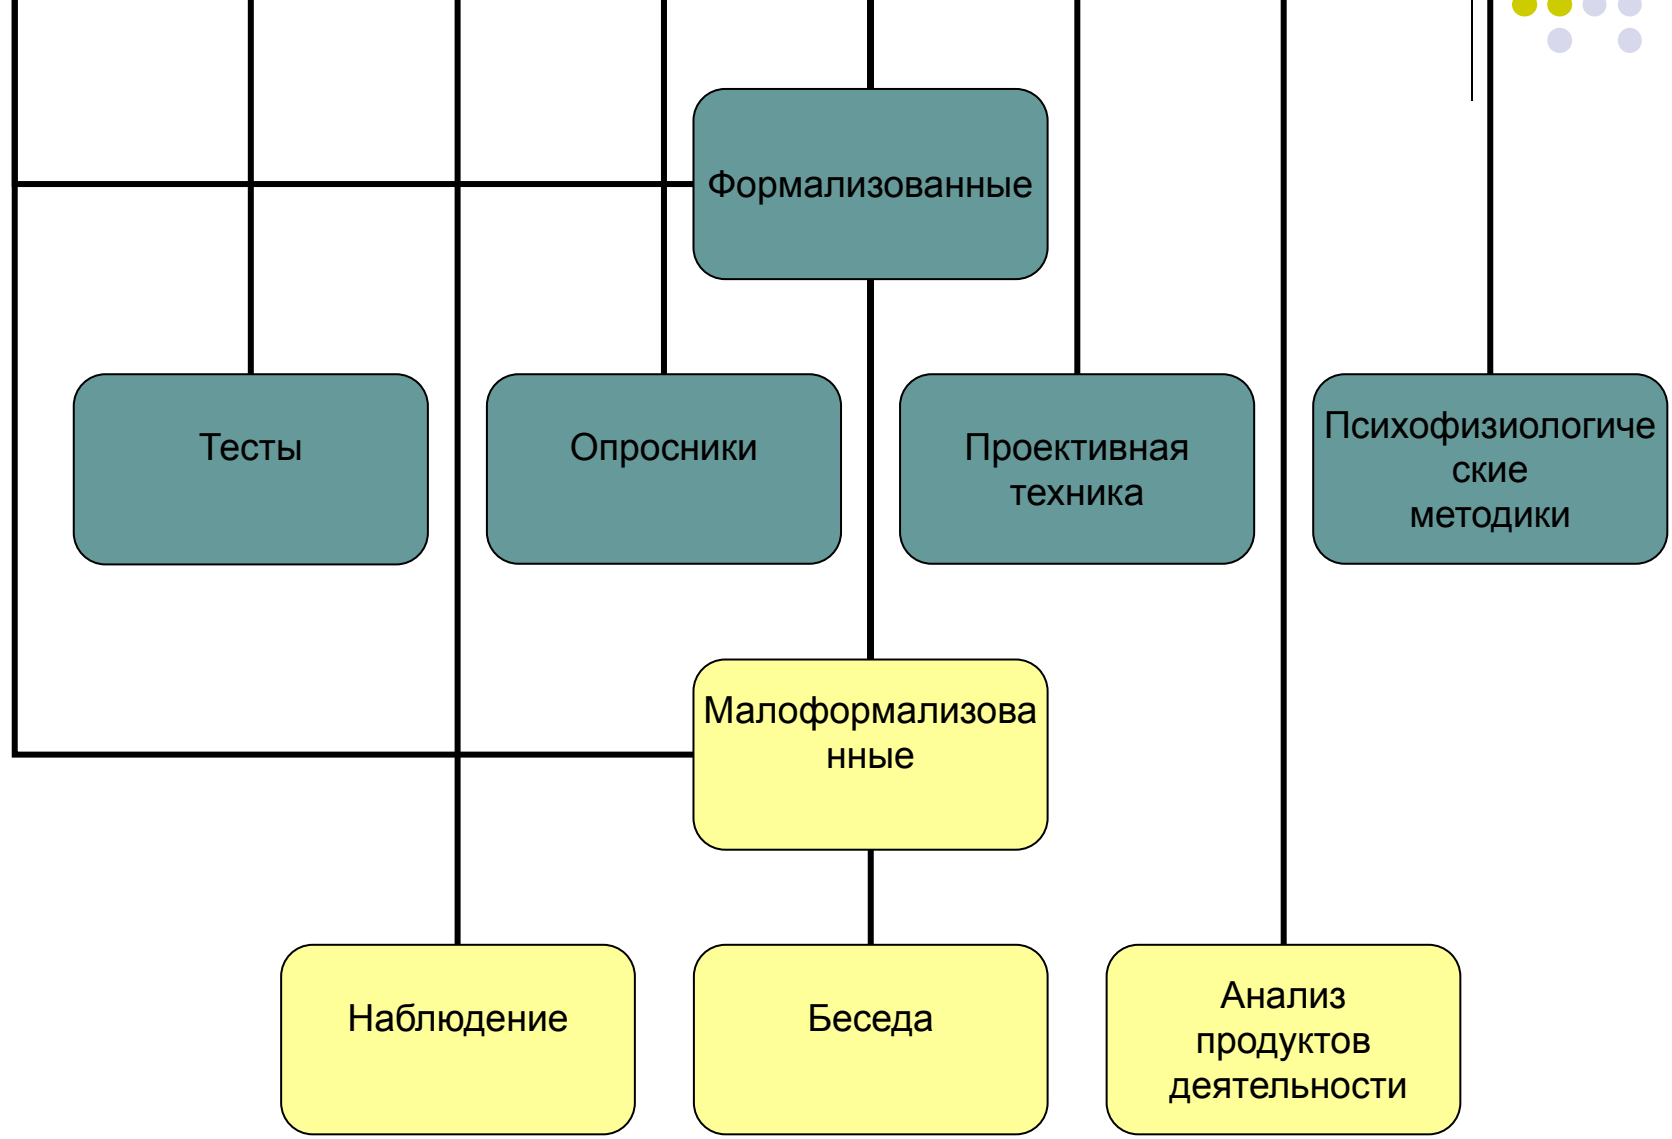 Формализованные
Тесты
Опросники
Проективная
техника
Психофизиологиче
ские
методики
Малоформализова
нные
Наблюдение
Беседа
Анализ
продуктов
деятельности